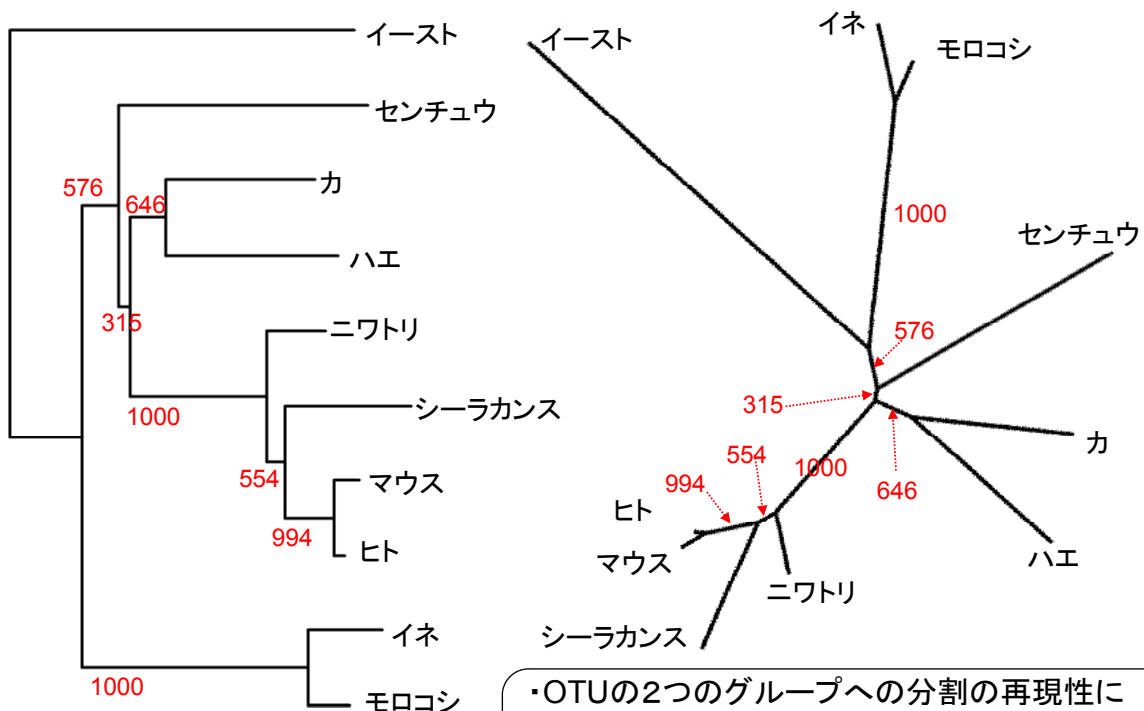 イースト
センチュウ
576
646
カ
ハエ
315
ニワトリ
1000
シーラカンス
554
マウス
994
ヒト
イネ
1000
モロコシ
イースト
イネ
モロコシ
1000
センチュウ
576
315
カ
554
1000
994
646
ヒト
マウス
ハエ
ニワトリ
シーラカンス
・OTUの2つのグループへの分割の再現性に